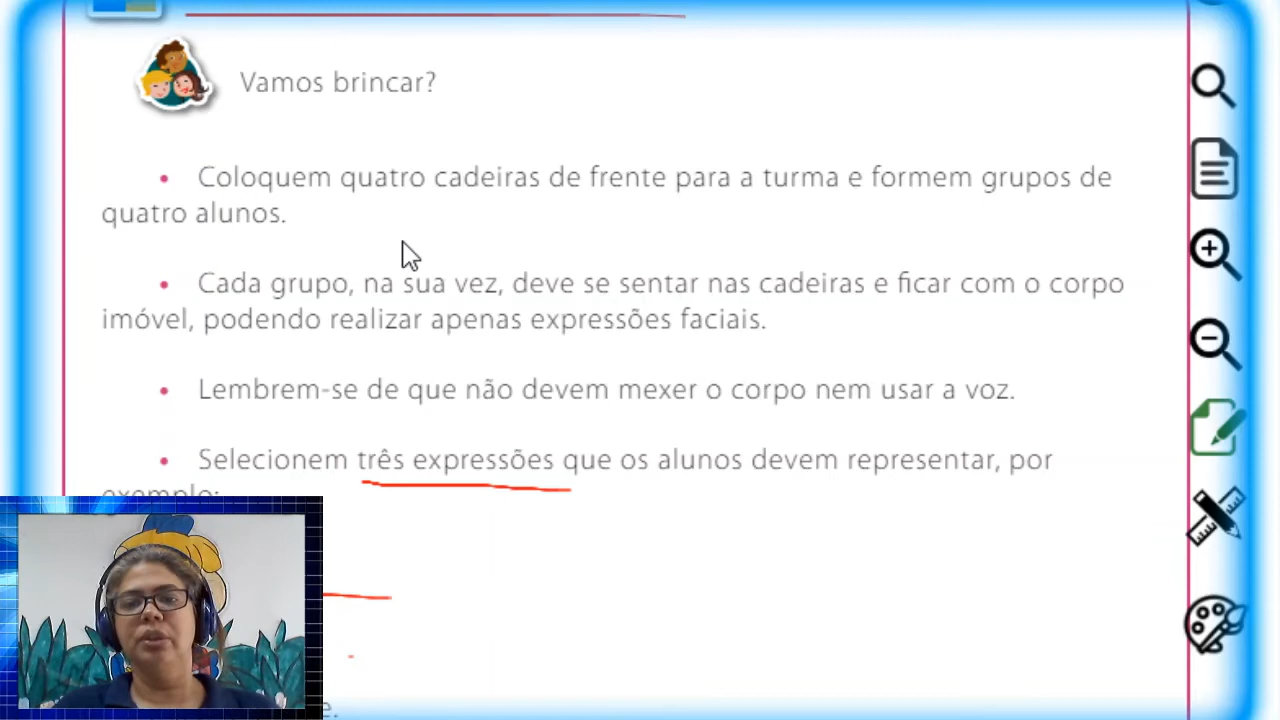 Vamos brincar?
• Coloquem quatro cadeiras de frente para a turma e formem grupos de
quatro alunos.
• Cada grupo, na sua vez, deve se sentar nas cadeiras e ficar com o corpo
imóvel, podendo realizar apenas expressões faciais.
• Lembrem-se de que não devem mexer o corpo nem usar a voz.
• Selecionem três expressões que os alunos devem representar, por
exemplo: